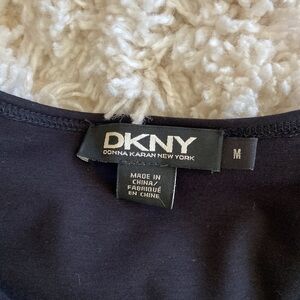 DKNY
DONNA KARAN NEW YORK
M
MADE IN
CHINA/
FABRIQUÉ
EN CHINE